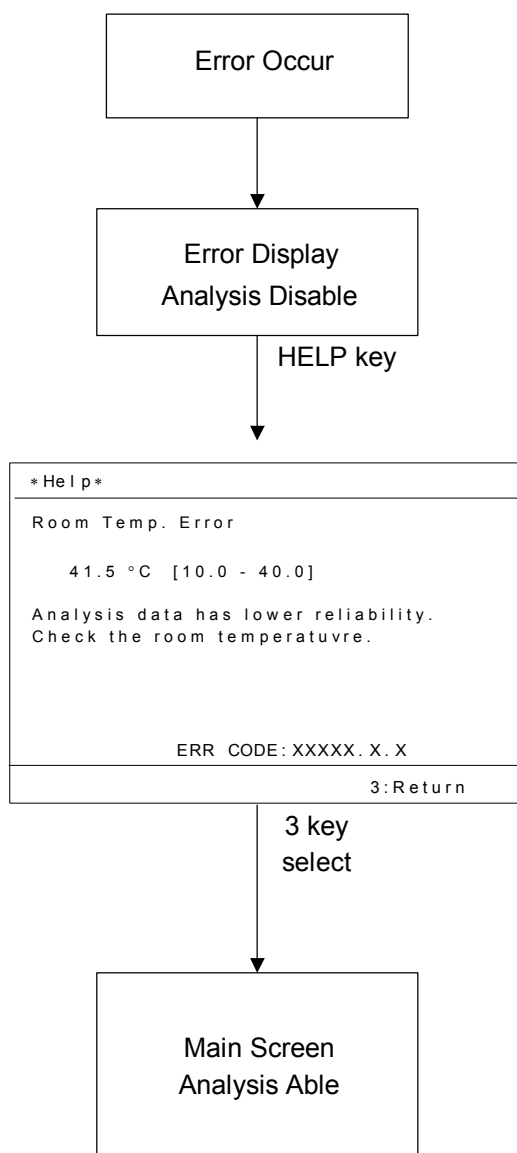 Error Occur
Error Display
Analysis Disable
HELP key
*Help*
Room Temp. Error
41.5 °C [10.0 - 40.0]
Analysis data has lower reliability.
Check the room temperatuvre.
ERR CODE: XXXXX. X. X
3:Return
3 key
select
Main Screen
Analysis Able